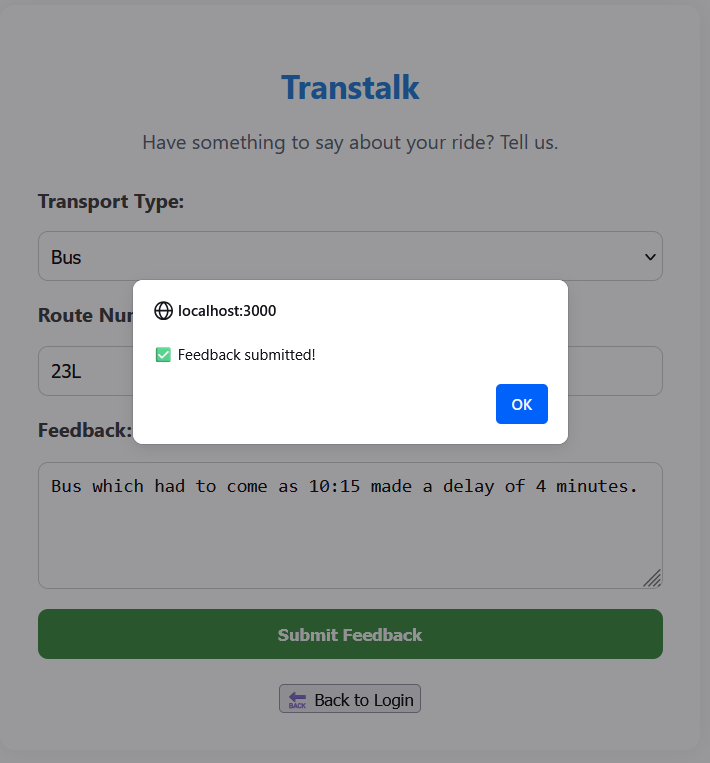 Transtalk
Have something to say about your ride? Tell us.
Transport Type:
Bus
localhost:3000
✅ Feedback submitted!
OK
Route Nu
23L
Feedback:
Bus which had to come as 10:15 made a delay of 4 minutes.
Submit Feedback
BACK Back to Login